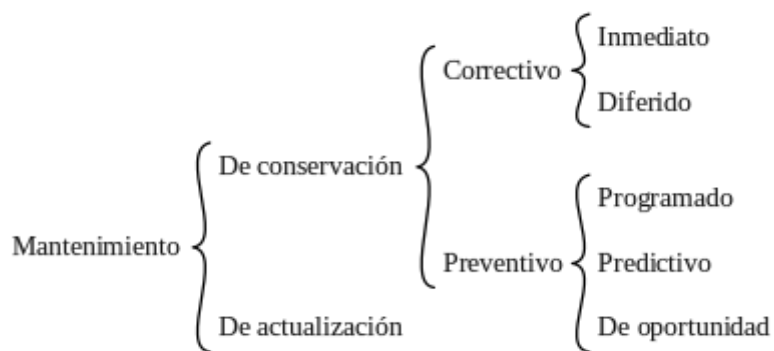 Mantenimiento
De conservación
Correctivo
Inmediato
Diferido
Preventivo
Programado
Predictivo
De oportunidad
De actualización